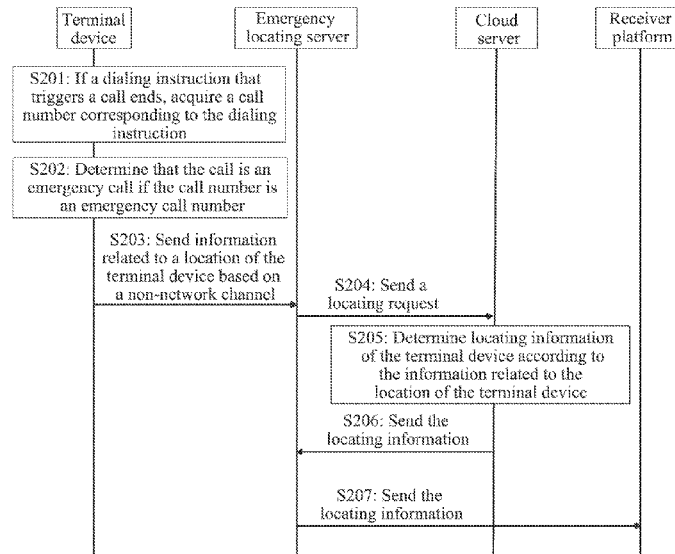 Terminal
device
Emergency
locating server
Cloud
server
Receiver
platform
S201: If a dialing instruction that
triggers a call ends, acquire a call
number corresponding to the dialing
instruction
S202: Determine that the call is an
emergency call if the call number is
an emergency call number
S203: Send information
related to a location of the
terminal device based on
a non-network channel
S204: Send a
locating request
S205: Determine locating information
of the terminal device according to
the information related to the
location of the terminal device
S206: Send the
locating information
S207: Send the
locating information